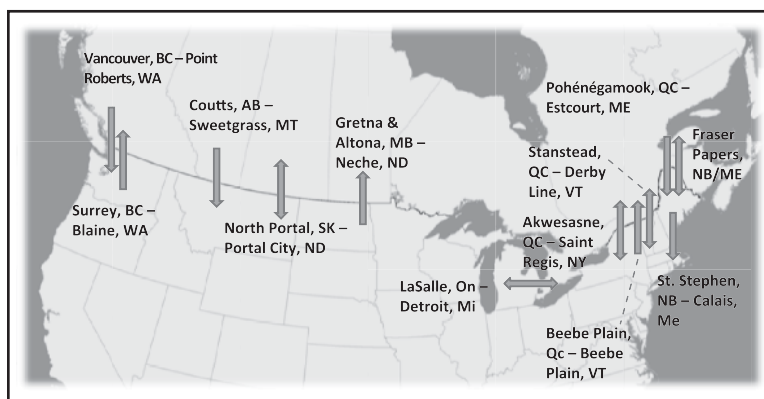 Vancouver, BC – Point
Roberts, WA
Coutts, AB –
Sweetgrass, MT
Gretna &
Altona, MB –
Neche, ND
Pohénégamook, QC –
Estcourt, ME
Stanstead,
QC – Derby
Line, VT
Fraser
Papers,
NB/ME
Surrey, BC –
Blaine, WA
North Portal, SK –
Portal City, ND
Akwesasne,
QC – Saint
Regis, NY
LaSalle, On –
Detroit, Mi
St. Stephen,
NB – Calais,
Me
Beebe Plain,
Qc – Beebe
Plain, VT